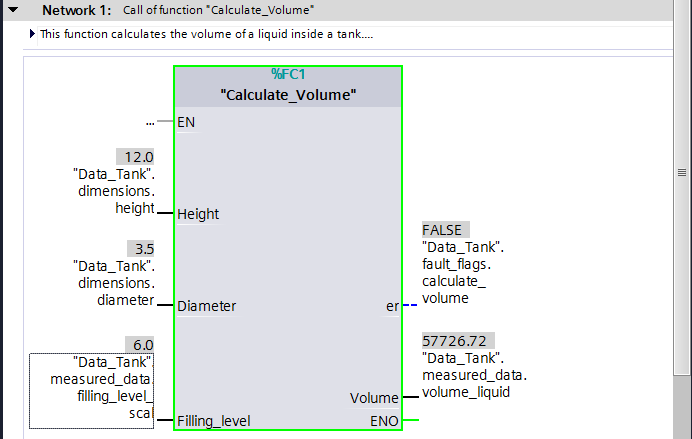 Network 1: Call of function "Calculate_Volume"
This function calculates the volume of a liquid inside a tank....
%FC1
"Calculate_Volume"
... EN
12.0
"Data_Tank".
dimensions.
height
Height
3.5
"Data_Tank".
dimensions.
diameter
Diameter
6.0
"Data_Tank".
measured_data.
filling_level_
scal
Filling_level
FALSE
"Data_Tank".
fault_flags.
calculate_
volume
er
57726.72
"Data_Tank".
measured_data.
volume_liquid
Volume
ENO